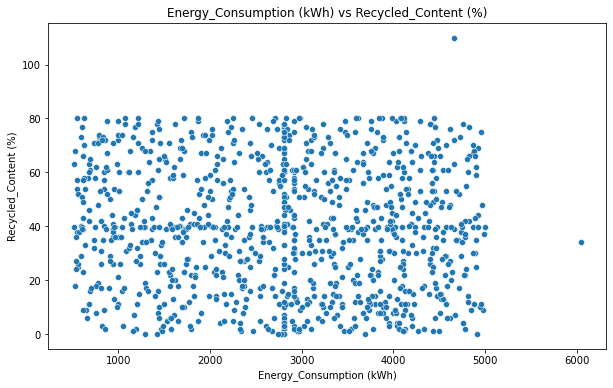 Energy_Consumption (kWh) vs Recycled_Content (%)
100
80
60
40
20
0
Recycled_Content (%)
1000 2000 3000 4000 5000 6000
Energy_Consumption (kWh)